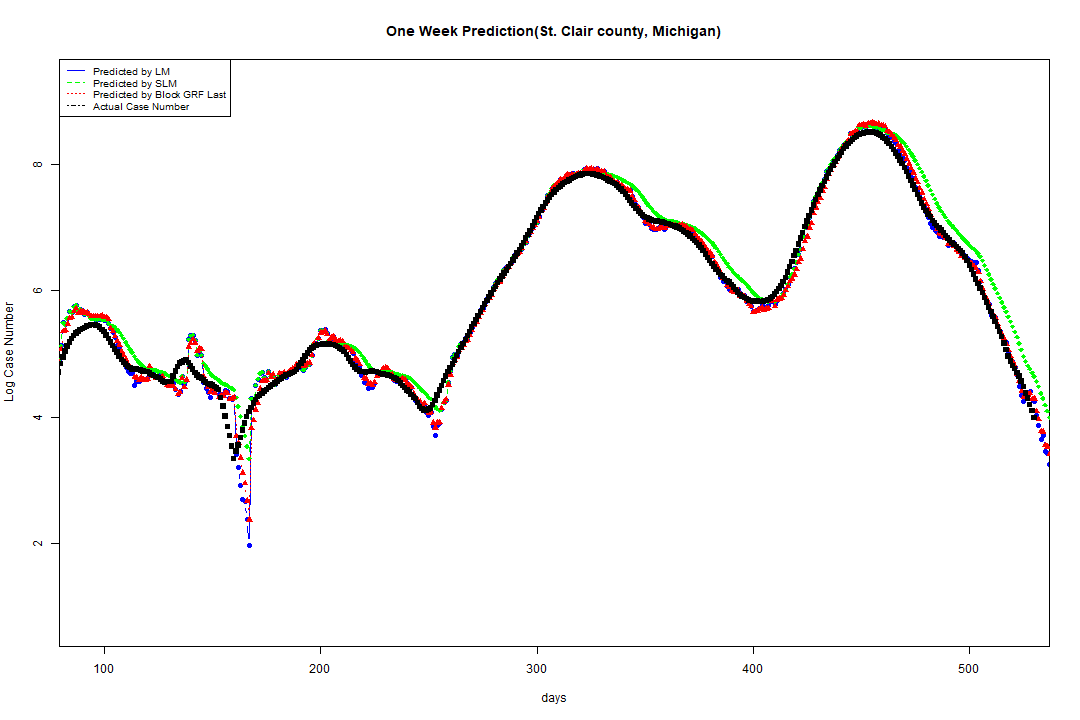 One Week Prediction(St. Clair county, Michigan)
Predicted by LM
Predicted by SLM
Predicted by Block GRF Last
Actual Case Number
8
6
4
2
Log Case Number
100 200 300 400 500
days